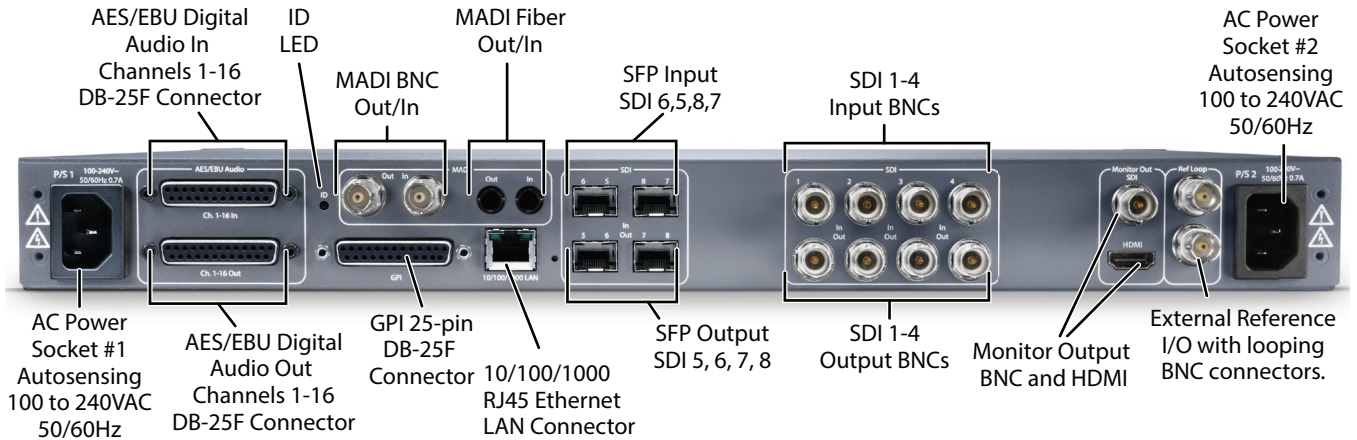 AES/EBU Digital
Audio In
Channels 1-16
DB-25F Connector
ID
LED
MADI BNC
Out/In
MADI Fiber
Out/In
SFP Input
SDI 6,5,8,7
SDI 1-4
Input BNCs
AC Power
Socket #2
Autosensing
100 to 240VAC
50/60Hz
P/S 1
100-240V~
50/60Hz 0.7A
AES/EBU Audio
Ch. 1-16 In
Ch. 1-16 Out
ID
Out In
MAD
Out In
GPI
10/100/1000 LAN
SDI
6 5 8 7
In
Out
5 6 7 8
SDI
1 2 3 4
In In In
Out Out Out
Monitor Out
SDI
HDMI
Ref Loop
P/S 2
100-240V~
50/60Hz 0.7A
AC Power
Socket #1
Autosensing
100 to 240VAC
50/60Hz
AES/EBU Digital
Audio Out
Channels 1-16
DB-25F Connector
GPI 25-pin
DB-25F
Connector
10/100/1000
RJ45 Ethernet
LAN Connector
SFP Output
SDI 5, 6, 7, 8
SDI 1-4
Output BNCs
Monitor Output
BNC and HDMI
External Reference
I/O with looping
BNC connectors.